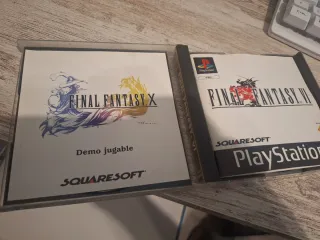 FINAL FANTASY X
Demo jugable
SQUARESOFT
FINAL FANTASY VI
SQUARESOFT
PlayStation